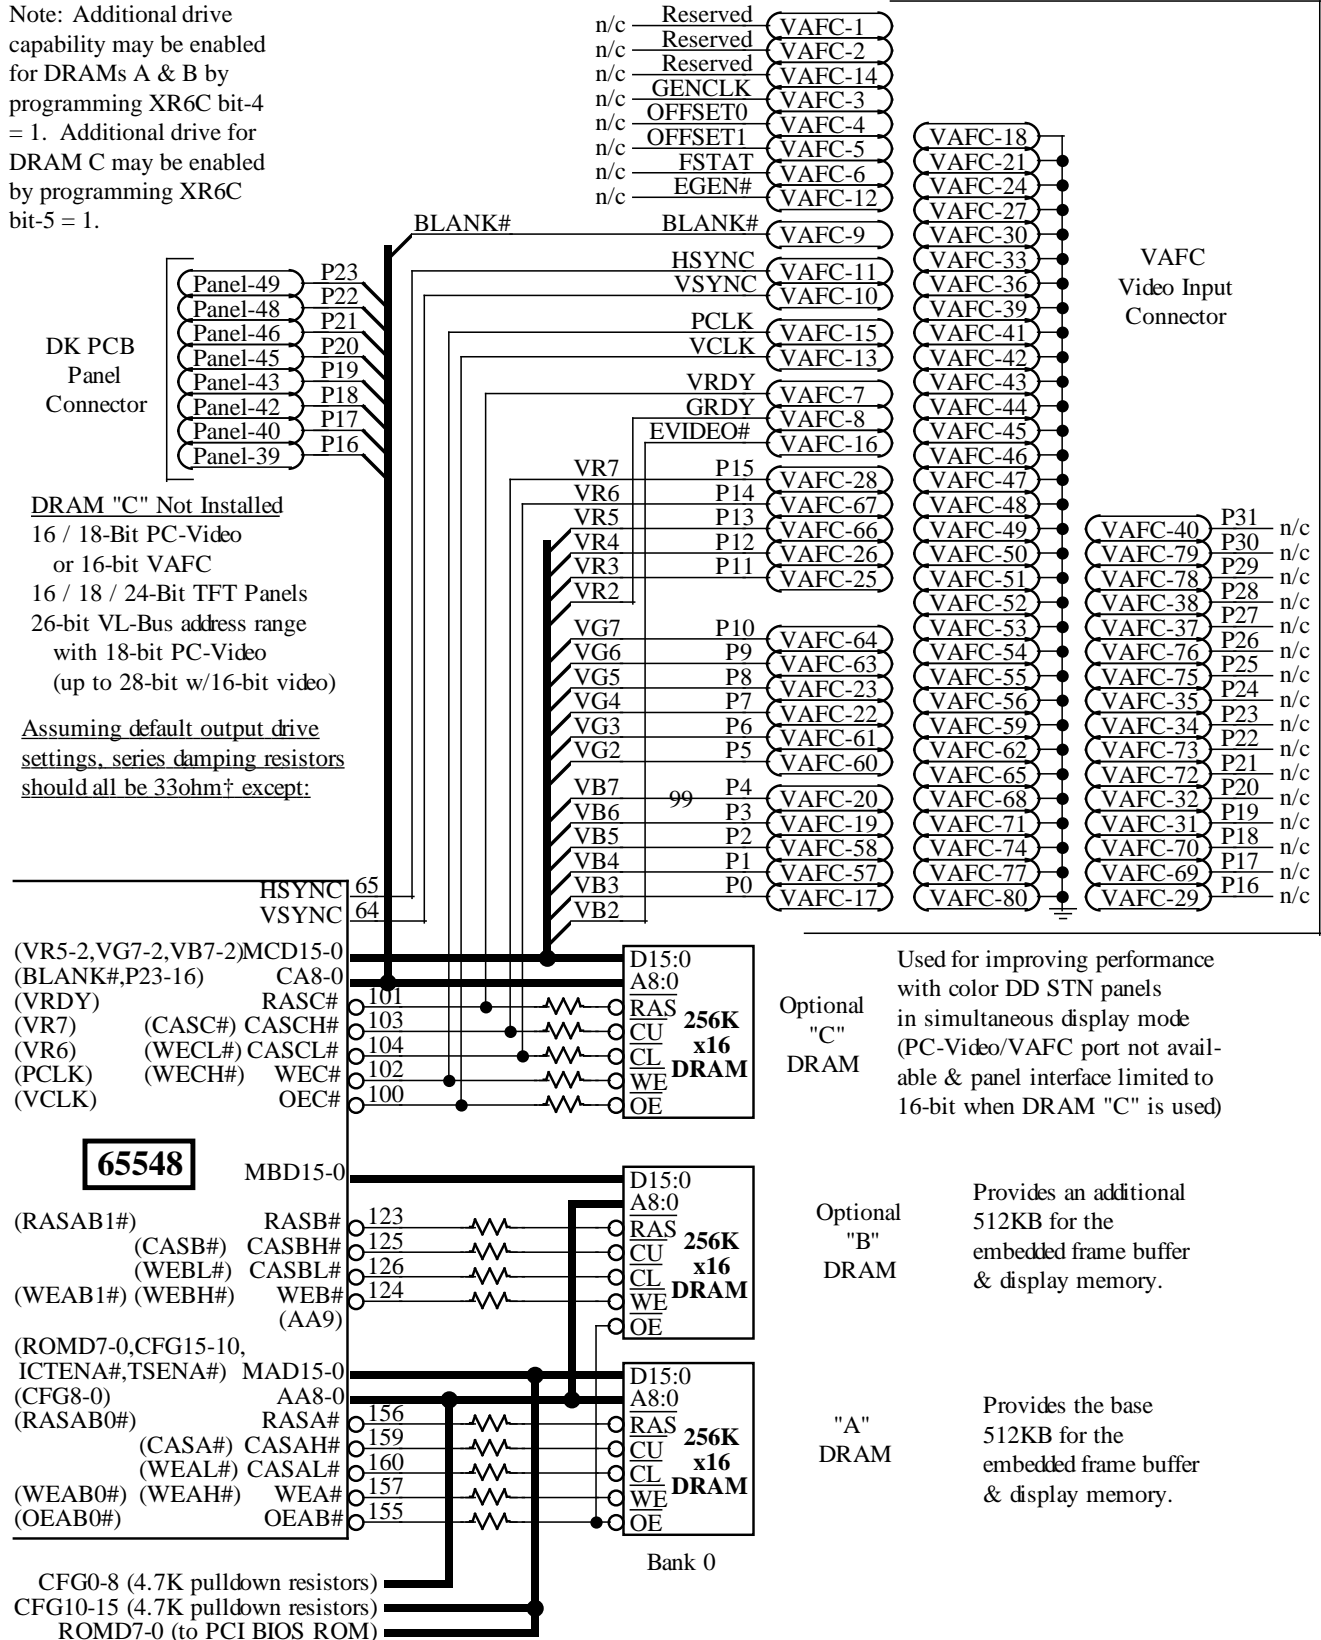 Note: Additional drive
capability may be enabled
for DRAMs A & B by
programming XR6C bit-4
= 1. Additional drive for
DRAM C may be enabled
by programming XR6C
bit-5 = 1.
n/c Reserved VAFC-1
n/c Reserved VAFC-2
n/c Reserved VAFC-14
n/c GENCLK VAFC-3
n/c OFFSET0 VAFC-4
n/c OFFSET1 VAFC-5
n/c FSTAT VAFC-6
n/c EGEN# VAFC-12
BLANK# BLANK# VAFC-9
HSYNC VAFC-11
VSYNC VAFC-10
PCLK VAFC-15
VCLK VAFC-13
VRDY VAFC-7
GRDY VAFC-8
EVIDEO# VAFC-16
VR7 P15 VAFC-28
VR6 P14 VAFC-67
VR5 P13 VAFC-66
VR4 P12 VAFC-26
VR3 P11 VAFC-25
VR2
VG7 P10 VAFC-64
VG6 P9 VAFC-63
VG5 P8 VAFC-23
VG4 P7 VAFC-22
VG3 P6 VAFC-61
VG2 P5 VAFC-60
VB7 99 P4 VAFC-20
VB6 P3 VAFC-19
VB5 P2 VAFC-58
VB4 P1 VAFC-57
VB3 P0 VAFC-17
VB2
VAFC-18
VAFC-21
VAFC-24
VAFC-27
VAFC-30
VAFC-33
VAFC-36
VAFC-39
VAFC-41
VAFC-42
VAFC-43
VAFC-44
VAFC-45
VAFC-46
VAFC-47
VAFC-48
VAFC-49
VAFC-50
VAFC-51
VAFC-52
VAFC-53
VAFC-54
VAFC-55
VAFC-56
VAFC-59
VAFC-62
VAFC-65
VAFC-68
VAFC-71
VAFC-74
VAFC-77
VAFC-80
VAFC
Video Input
Connector
VAFC-40 P31 n/c
VAFC-79 P30 n/c
VAFC-78 P29 n/c
VAFC-38 P28 n/c
VAFC-37 P27 n/c
VAFC-76 P26 n/c
VAFC-75 P25 n/c
VAFC-35 P24 n/c
VAFC-34 P23 n/c
VAFC-73 P22 n/c
VAFC-72 P21 n/c
VAFC-32 P20 n/c
VAFC-31 P19 n/c
VAFC-70 P18 n/c
VAFC-69 P17 n/c
VAFC-29 P16 n/c
DK PCB
Panel
Connector
Panel-49 P23
Panel-48 P22
Panel-46 P21
Panel-45 P20
Panel-43 P19
Panel-42 P18
Panel-40 P17
Panel-39 P16
DRAM "C" Not Installed
16 / 18-Bit PC-Video
or 16-bit VAFC
16 / 18 / 24-Bit TFT Panels
26-bit VL-Bus address range
with 18-bit PC-Video
(up to 28-bit w/16-bit video)
Assuming default output drive
settings, series damping resistors
should all be 33ohm† except:
HSYNC 65
VSYNC 64
(VR5-2,VG7-2,VB7-2)MCD15-0
(BLANK#,P23-16) CA8-0
(VRDY) RASC# 101
(VR7) (CASC#) CASCH# 103
(VR6) (WECL#) CASCL# 104
(PCLK) (WECH#) WEC# 102
(VCLK) OEC# 100
D15:0
A8:0
RAS
CU
CL
WE
OE
256K
x16
DRAM
Optional
"C"
DRAM
Used for improving performance
with color DD STN panels
in simultaneous display mode
(PC-Video/VAFC port not avail-
able & panel interface limited to
16-bit when DRAM "C" is used)
65548
MBD15-0
(RASAB1#) RASB# 123
(CASB#) CASBH# 125
(WEBL#) CASBL# 126
(WEAB1#) (WEBH#) WEB# 124
(AA9)
D15:0
A8:0
RAS
CU
CL
WE
OE
256K
x16
DRAM
Optional
"B"
DRAM
Provides an additional
512KB for the
embedded frame buffer
& display memory.
(ROMD7-0,CFG15-10,
ICTENA#,TSENA#) MAD15-0
(CFG8-0) AA8-0
(RASAB0#) RASA# 156
(CASA#) CASAH# 159
(WEAL#) CASAL# 160
(WEAB0#) (WEAH#) WEA# 157
(OEAB0#) OEAB# 155
D15:0
A8:0
RAS
CU
CL
WE
OE
256K
x16
DRAM
"A"
DRAM
Provides the base
512KB for the
embedded frame buffer
& display memory.
Bank 0
CFG0-8 (4.7K pulldown resistors)
CFG10-15 (4.7K pulldown resistors)
ROMD7-0 (to PCI BIOS ROM)